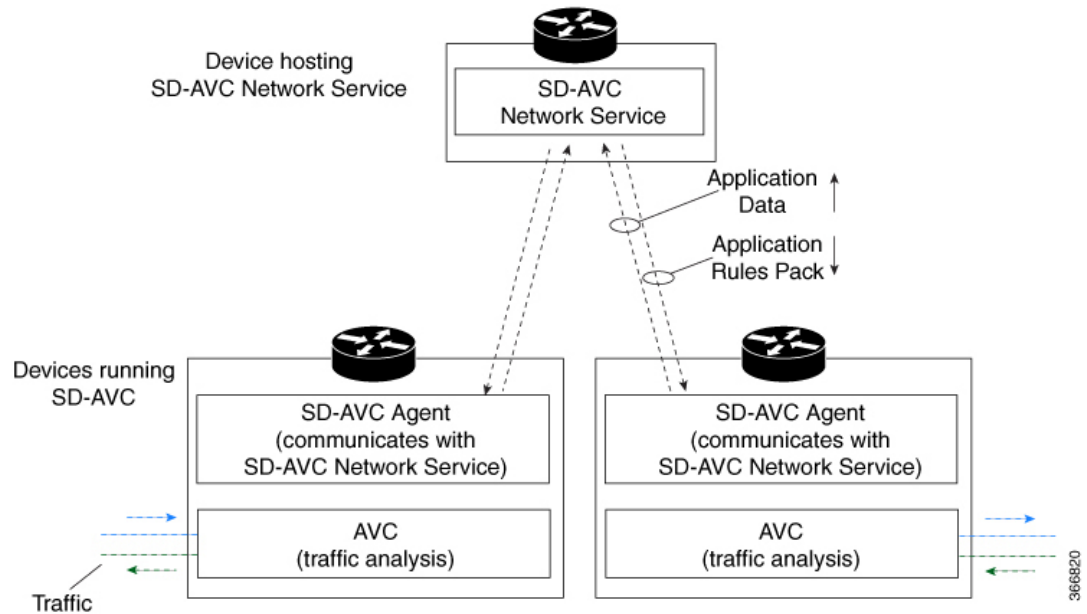 Device hosting
SD-AVC Network Service
SD-AVC
Network Service
Application
Data
Application
Rules Pack
Devices running
SD-AVC
SD-AVC Agent
(communicates with
SD-AVC Network Service)
AVC
(traffic analysis)
SD-AVC Agent
(communicates with
SD-AVC Network Service)
AVC
(traffic analysis)
Traffic
366820